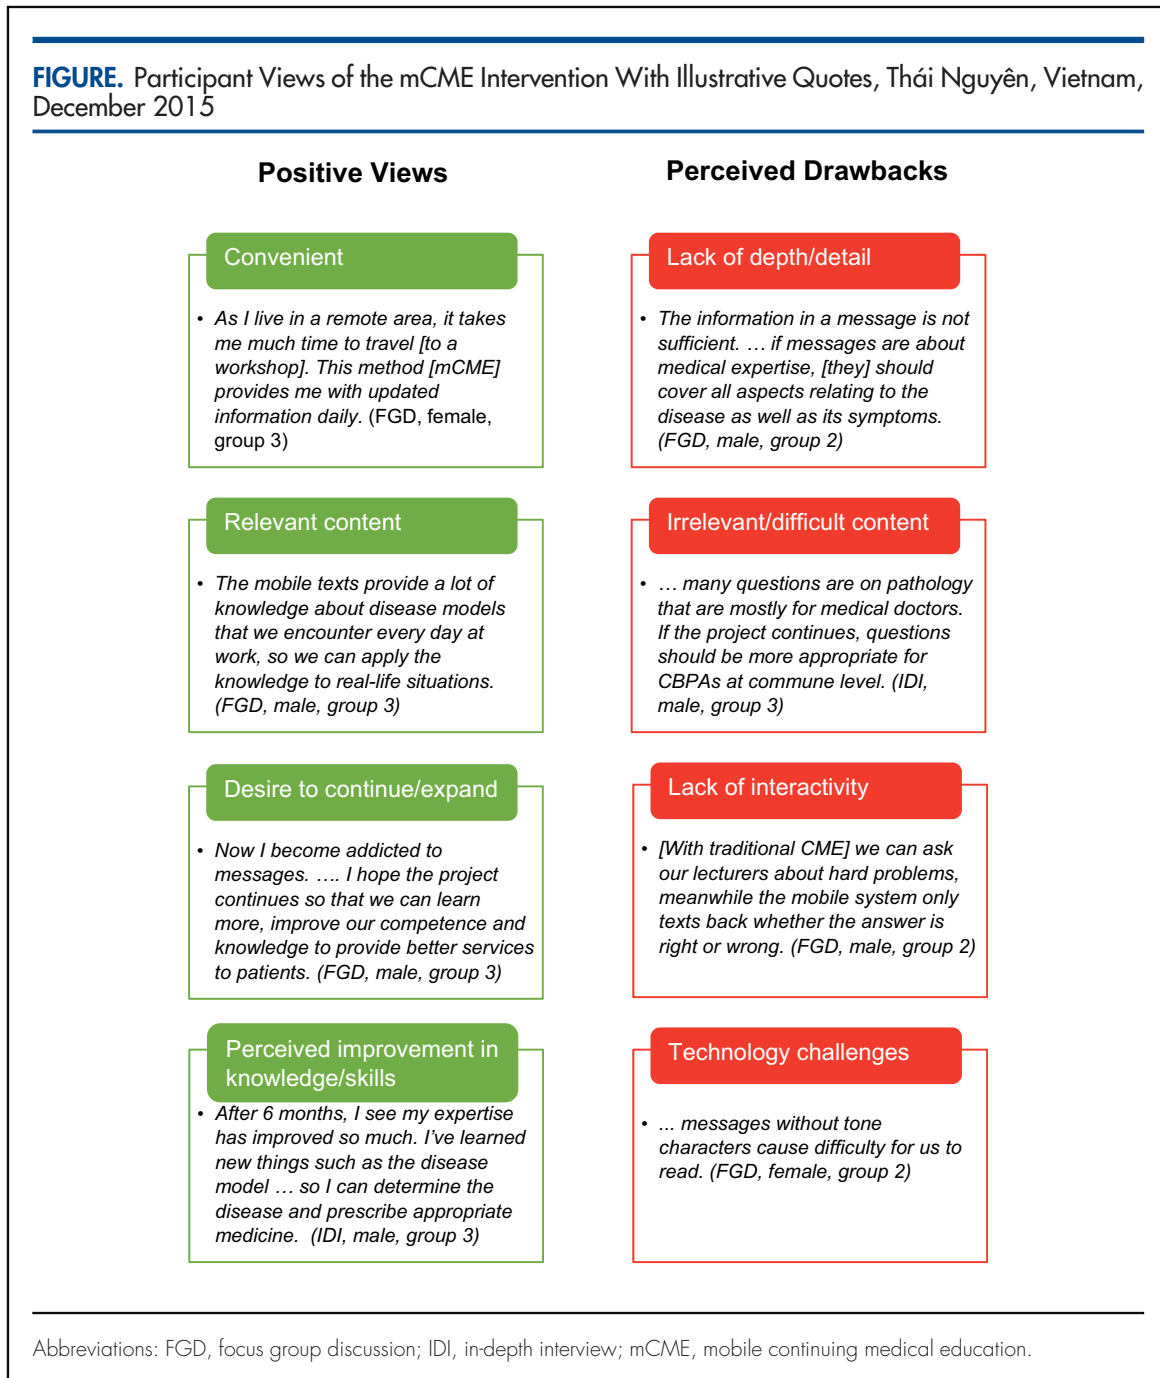 FIGURE. Participant Views of the mCME Intervention With Illustrative Quotes, Thái Nguyên, Vietnam,
December 2015
Positive Views
Convenient
• As I live in a remote area, it takes
me much time to travel [to a
workshop]. This method [mCME]
provides me with updated
information daily. (FGD, female,
group 3)
Relevant content
• The mobile texts provide a lot of
knowledge about disease models
that we encounter every day at
work, so we can apply the
knowledge to real-life situations.
(FGD, male, group 3)
Desire to continue/expand
• Now I become addicted to
messages. …. I hope the project
continues so that we can learn
more, improve our competence and
knowledge to provide better services
to patients. (FGD, male, group 3)
Perceived improvement in
knowledge/skills
• After 6 months, I see my expertise
has improved so much. I've learned
new things such as the disease
model … so I can determine the
disease and prescribe appropriate
medicine. (IDI, male, group 3)
Perceived Drawbacks
Lack of depth/detail
• The information in a message is not
sufficient. … if messages are about
medical expertise, [they] should
cover all aspects relating to the
disease as well as its symptoms.
(FGD, male, group 2)
Irrelevant/difficult content
• … many questions are on pathology
that are mostly for medical doctors.
If the project continues, questions
should be more appropriate for
CBPAs at commune level. (IDI,
male, group 3)
Lack of interactivity
• [With traditional CME] we can ask
our lecturers about hard problems,
meanwhile the mobile system only
texts back whether the answer is
right or wrong. (FGD, male, group 2)
Technology challenges
• ... messages without tone
characters cause difficulty for us to
read. (FGD, female, group 2)
Abbreviations: FGD, focus group discussion; IDI, in-depth interview; mCME, mobile continuing medical education.